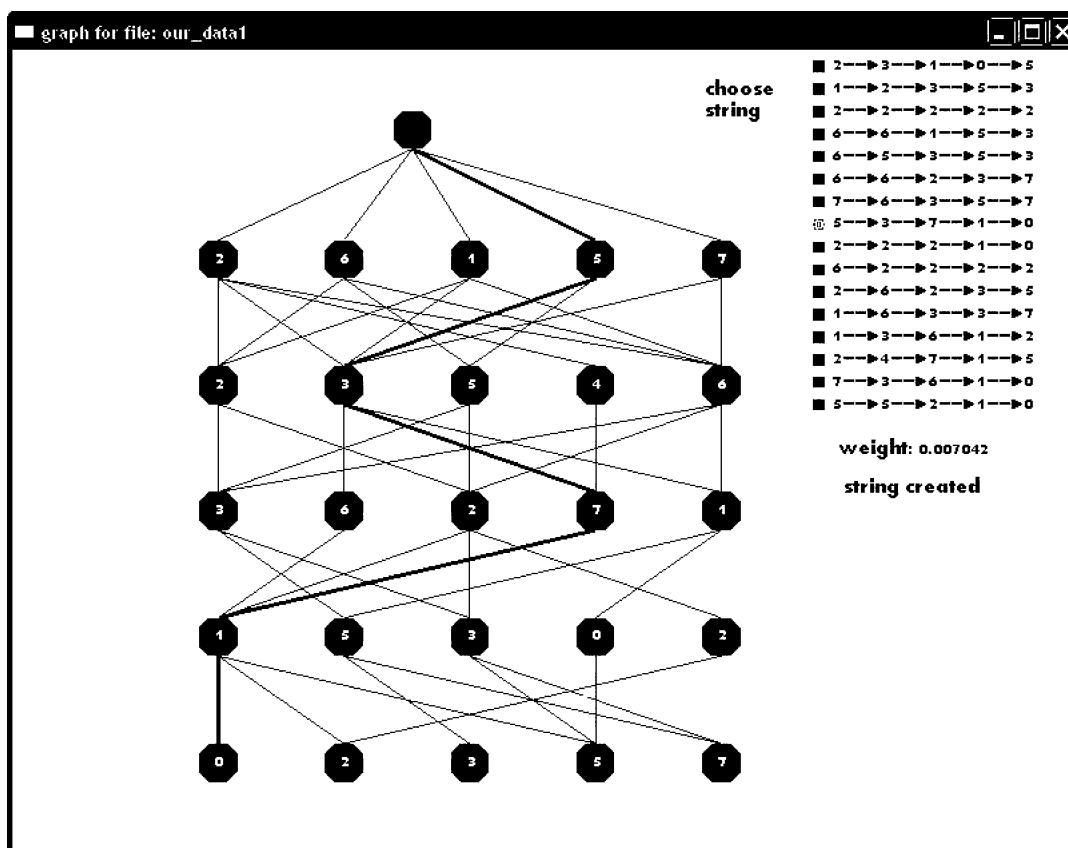 graph for file: our_data1
choose
string
2-->3-->1-->0-->5
1-->2-->3-->5-->3
2-->2-->2-->2-->2
6-->6-->1-->5-->3
6-->5-->3-->5-->3
6-->6-->2-->3-->7
7-->6-->3-->5-->7
5-->3-->7-->1-->0
2-->2-->2-->1-->0
6-->2-->2-->2-->2
2-->6-->2-->3-->5
1-->6-->3-->3-->7
1-->3-->6-->1-->2
2-->4-->7-->1-->5
7-->3-->6-->1-->0
5-->5-->2-->1-->0
weight: 0.007042
string created
2 6 1 5 7
2 3 5 4 6
3 6 2 7 1
1 5 3 0 2
0 2 3 5 7